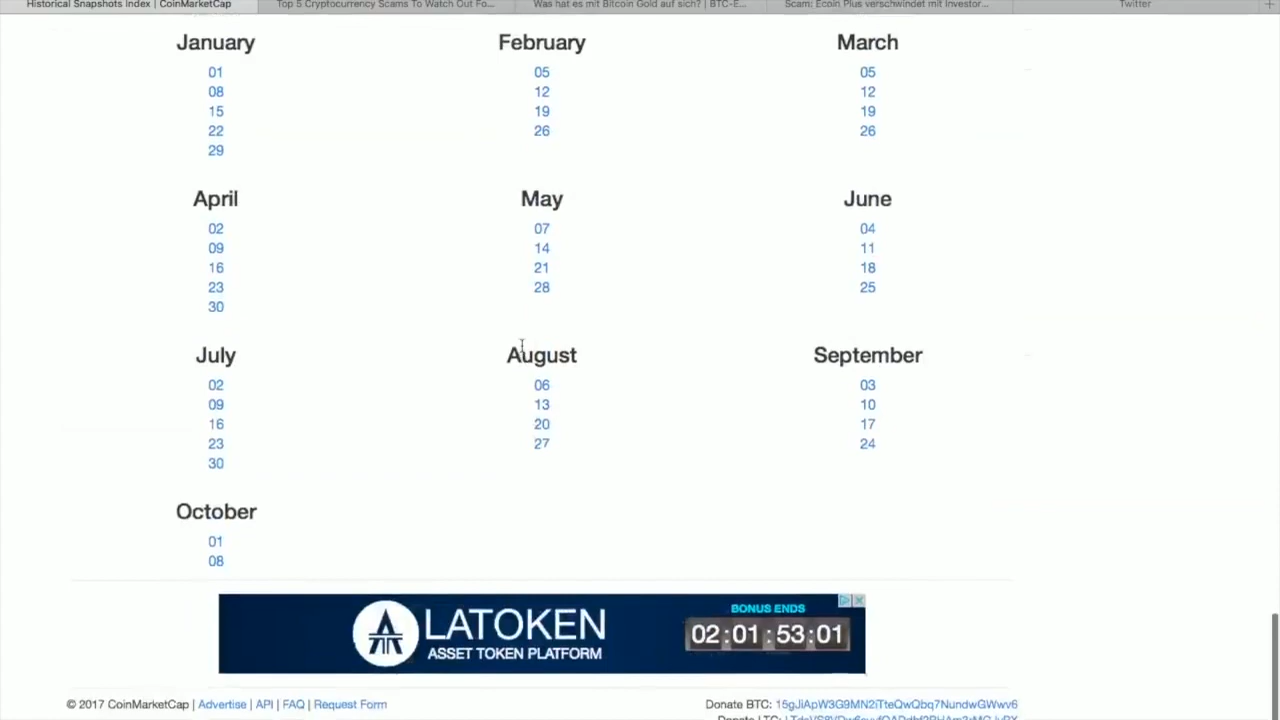 Historical Snapshots Index | CoinMarketCap
Top 5 Cryptocurrency Scams To Watch Out Fo...
Was hat es mit Bitcoin Gold auf sich? | BTC-E...
Scam: Ecoin Plus verschwindet mit Investor...
Twitter
January
01
08
15
22
29
February
05
12
19
26
March
05
12
19
26
April
02
09
16
23
30
May
07
14
21
28
June
04
11
18
25
July
02
09
16
23
30
August
06
13
20
27
September
03
10
17
24
October
01
08
LATOKEN
ASSET TOKEN PLATFORM
BONUS ENDS
02:01:53:01
© 2017 CoinMarketCap | Advertise | API | FAQ | Request Form
Donate BTC: 15gJiApW3G9MN2iTteQwQbq7NundwGWwv6
Donate LTC: